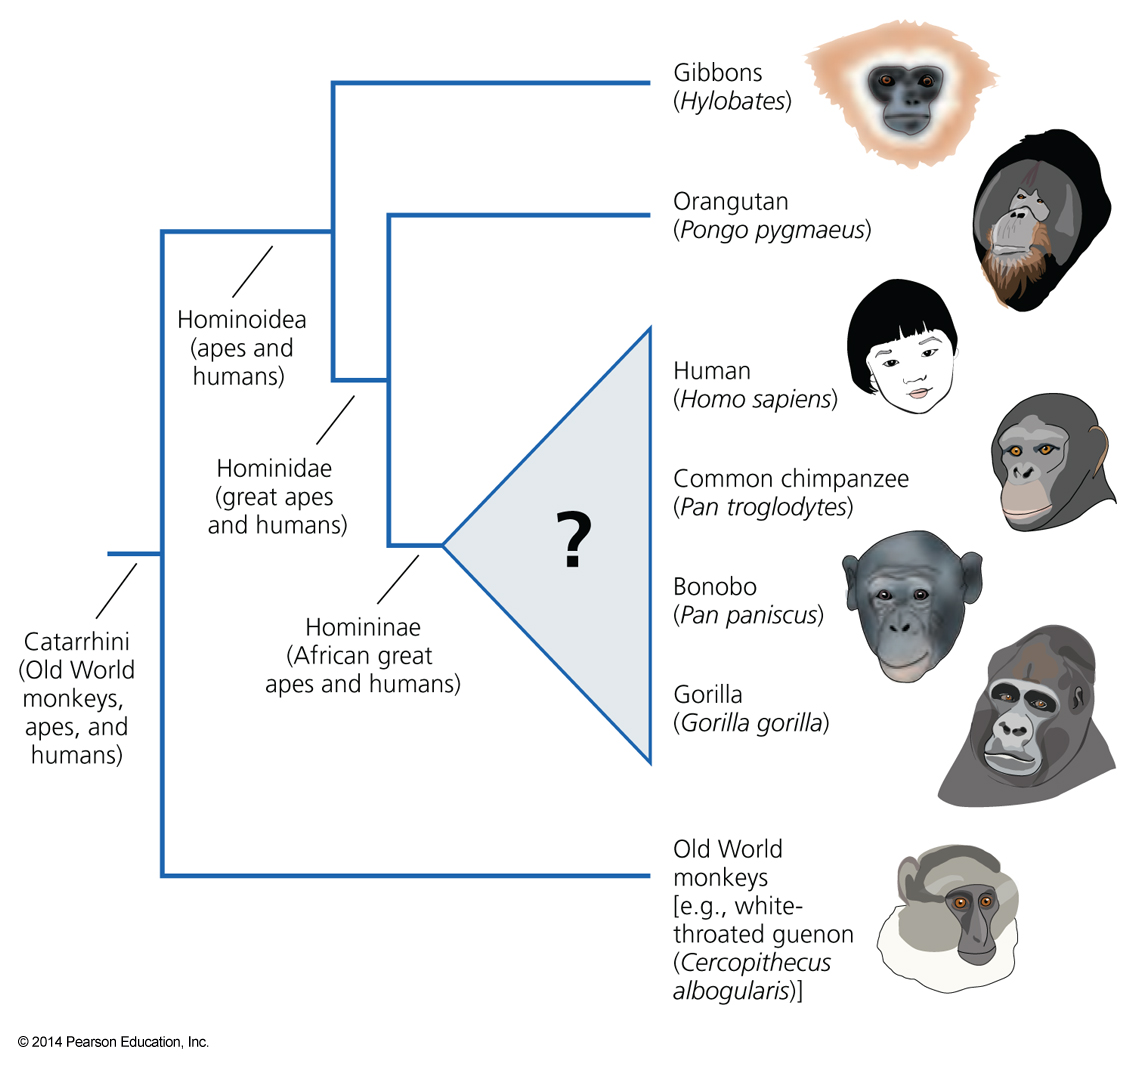 Gibbons
(Hylobates)
Orangutan
(Pongo pygmaeus)
Hominoidea
(apes and
humans)
Human
(Homo sapiens)
Hominidae
(great apes
and humans)
Common chimpanzee
(Pan troglodytes)
?
Bonobo
(Pan paniscus)
Catarrhini
(Old World
monkeys,
apes, and
humans)
Homininae
(African great
apes and humans)
Gorilla
(Gorilla gorilla)
Old World
monkeys
[e.g., white-
throated guenon
(Cercopithecus
albogularis)]
© 2014 Pearson Education, Inc.